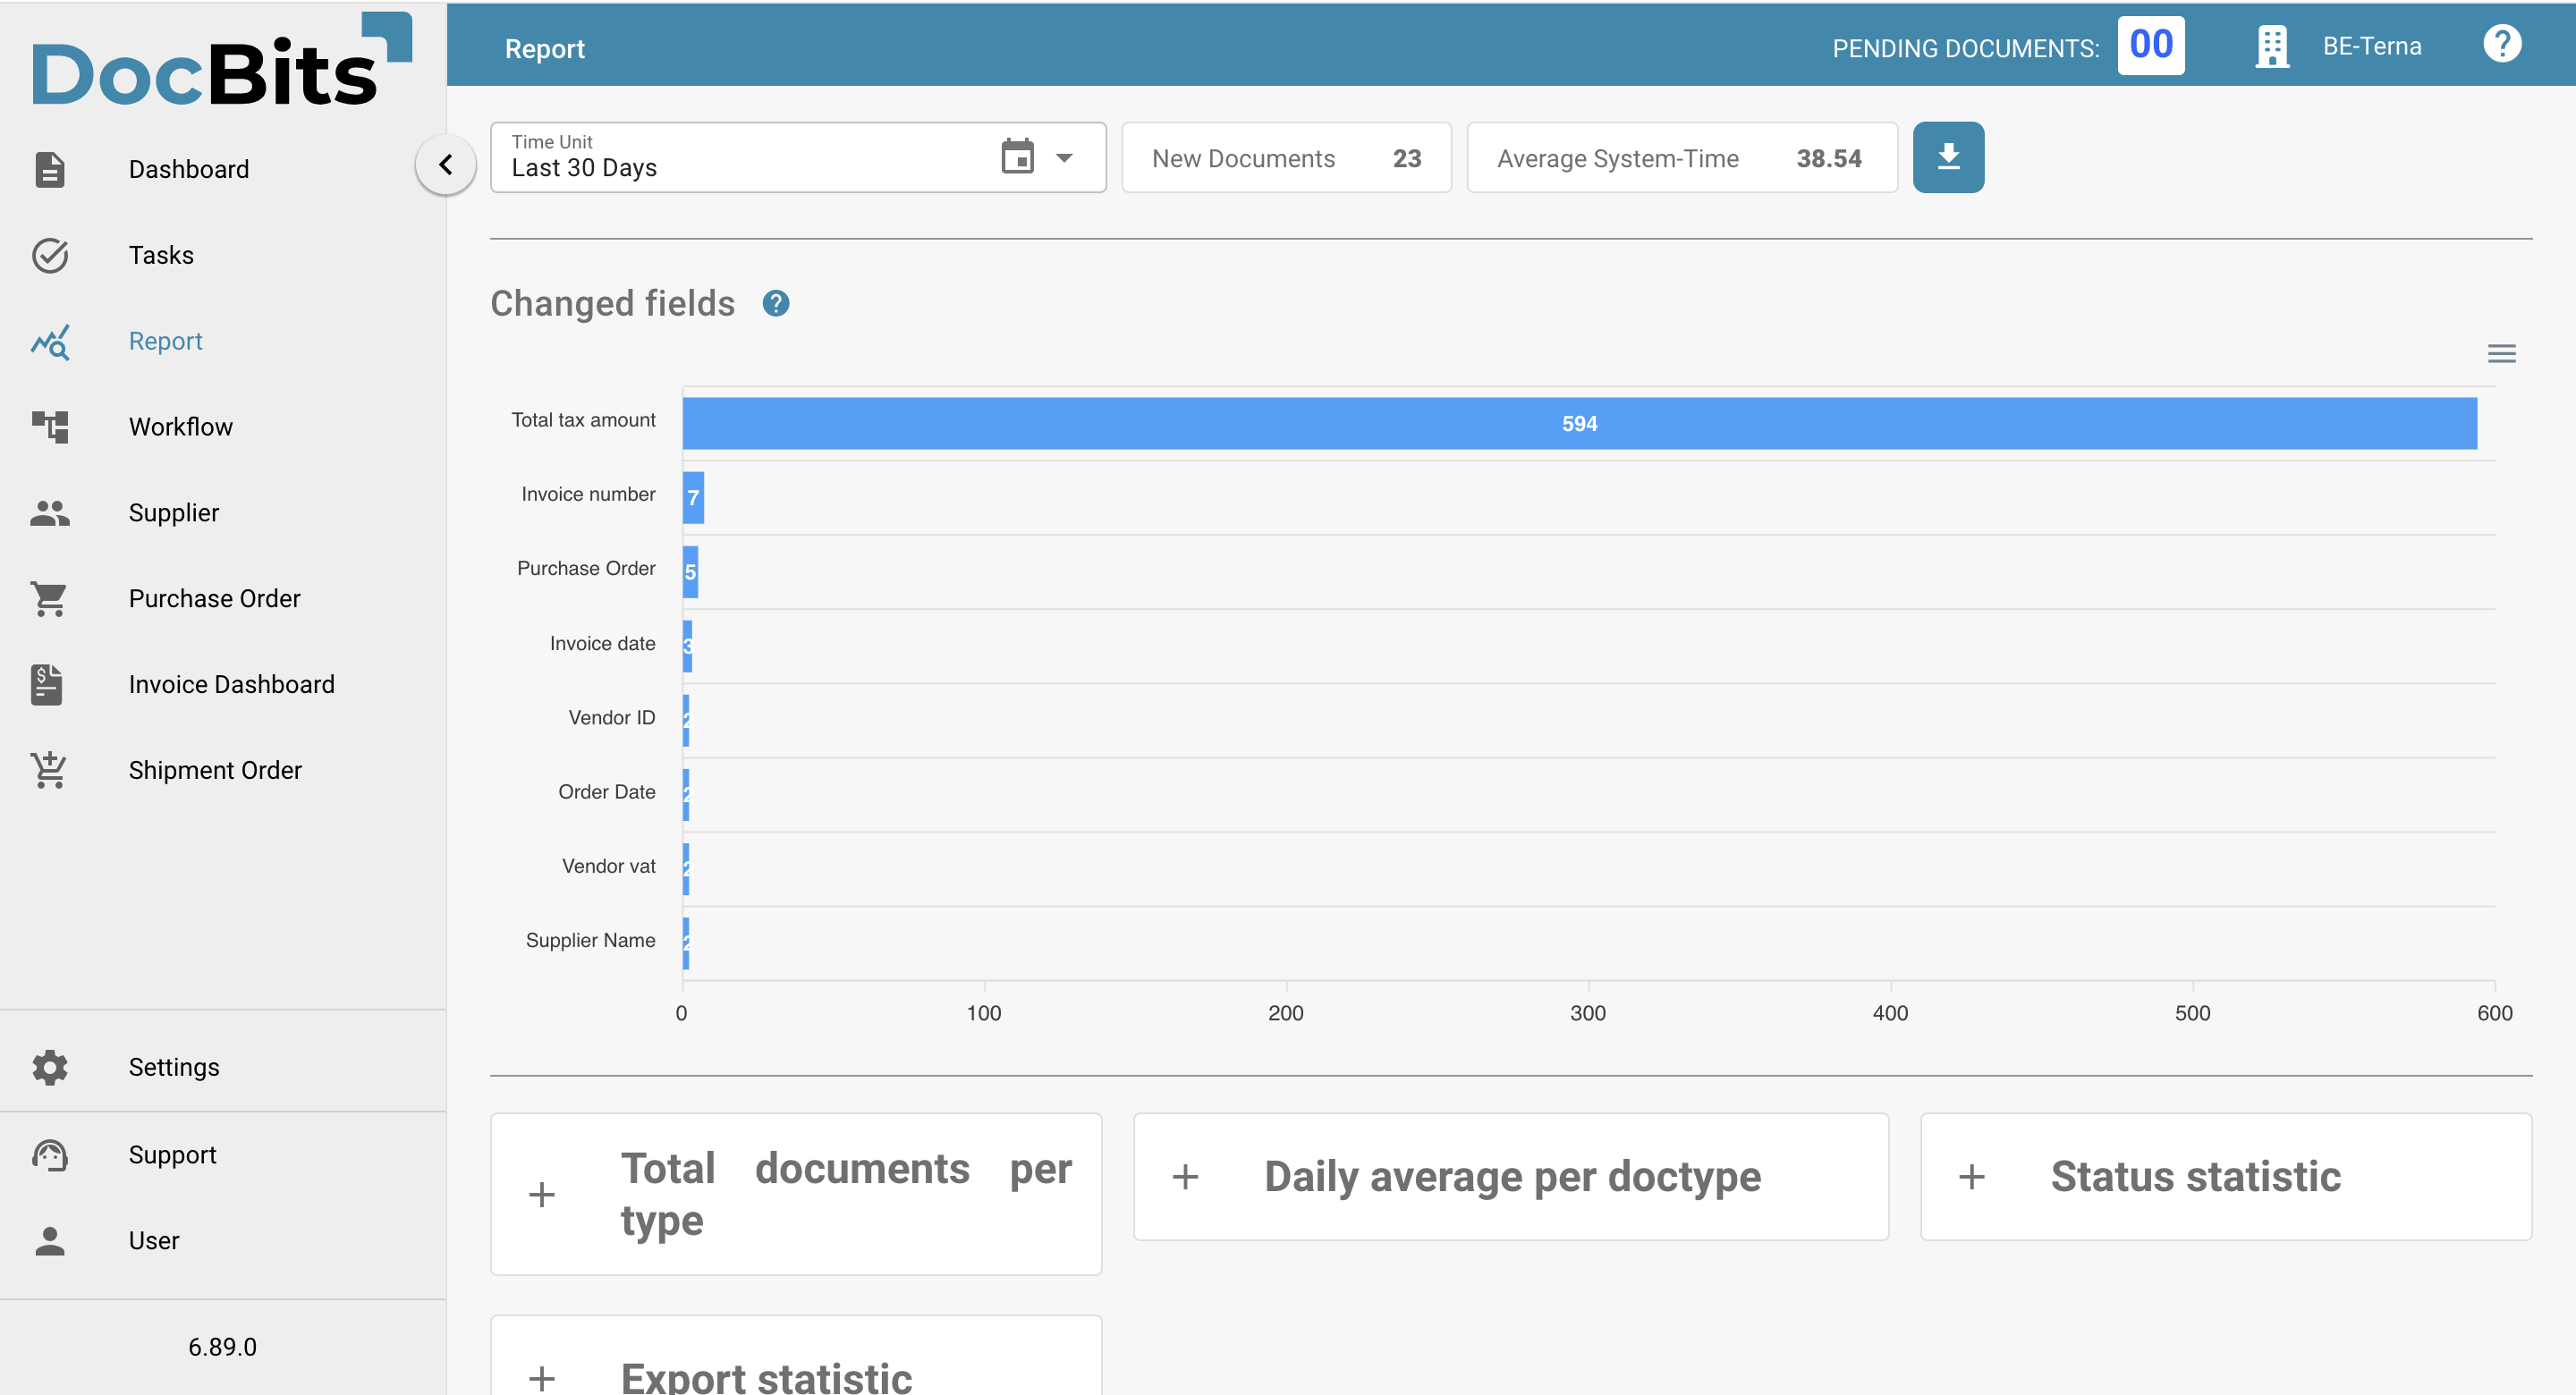 DocBits
Report
PENDING DOCUMENTS: 00
BE-Terna
?
Dashboard
Tasks
Report
Workflow
Supplier
Purchase Order
Invoice Dashboard
Shipment Order
Settings
Support
User
6.89.0
Time Unit
Last 30 Days
New Documents 23
Average System-Time 38.54
Changed fields ?
Total tax amount 594
Invoice number 7
Purchase Order 5
Invoice date 3
Vendor ID 2
Order Date 2
Vendor vat 2
Supplier Name 2
0 100 200 300 400 500 600
Total documents per
type
Daily average per doctype
Status statistic
Export statistic